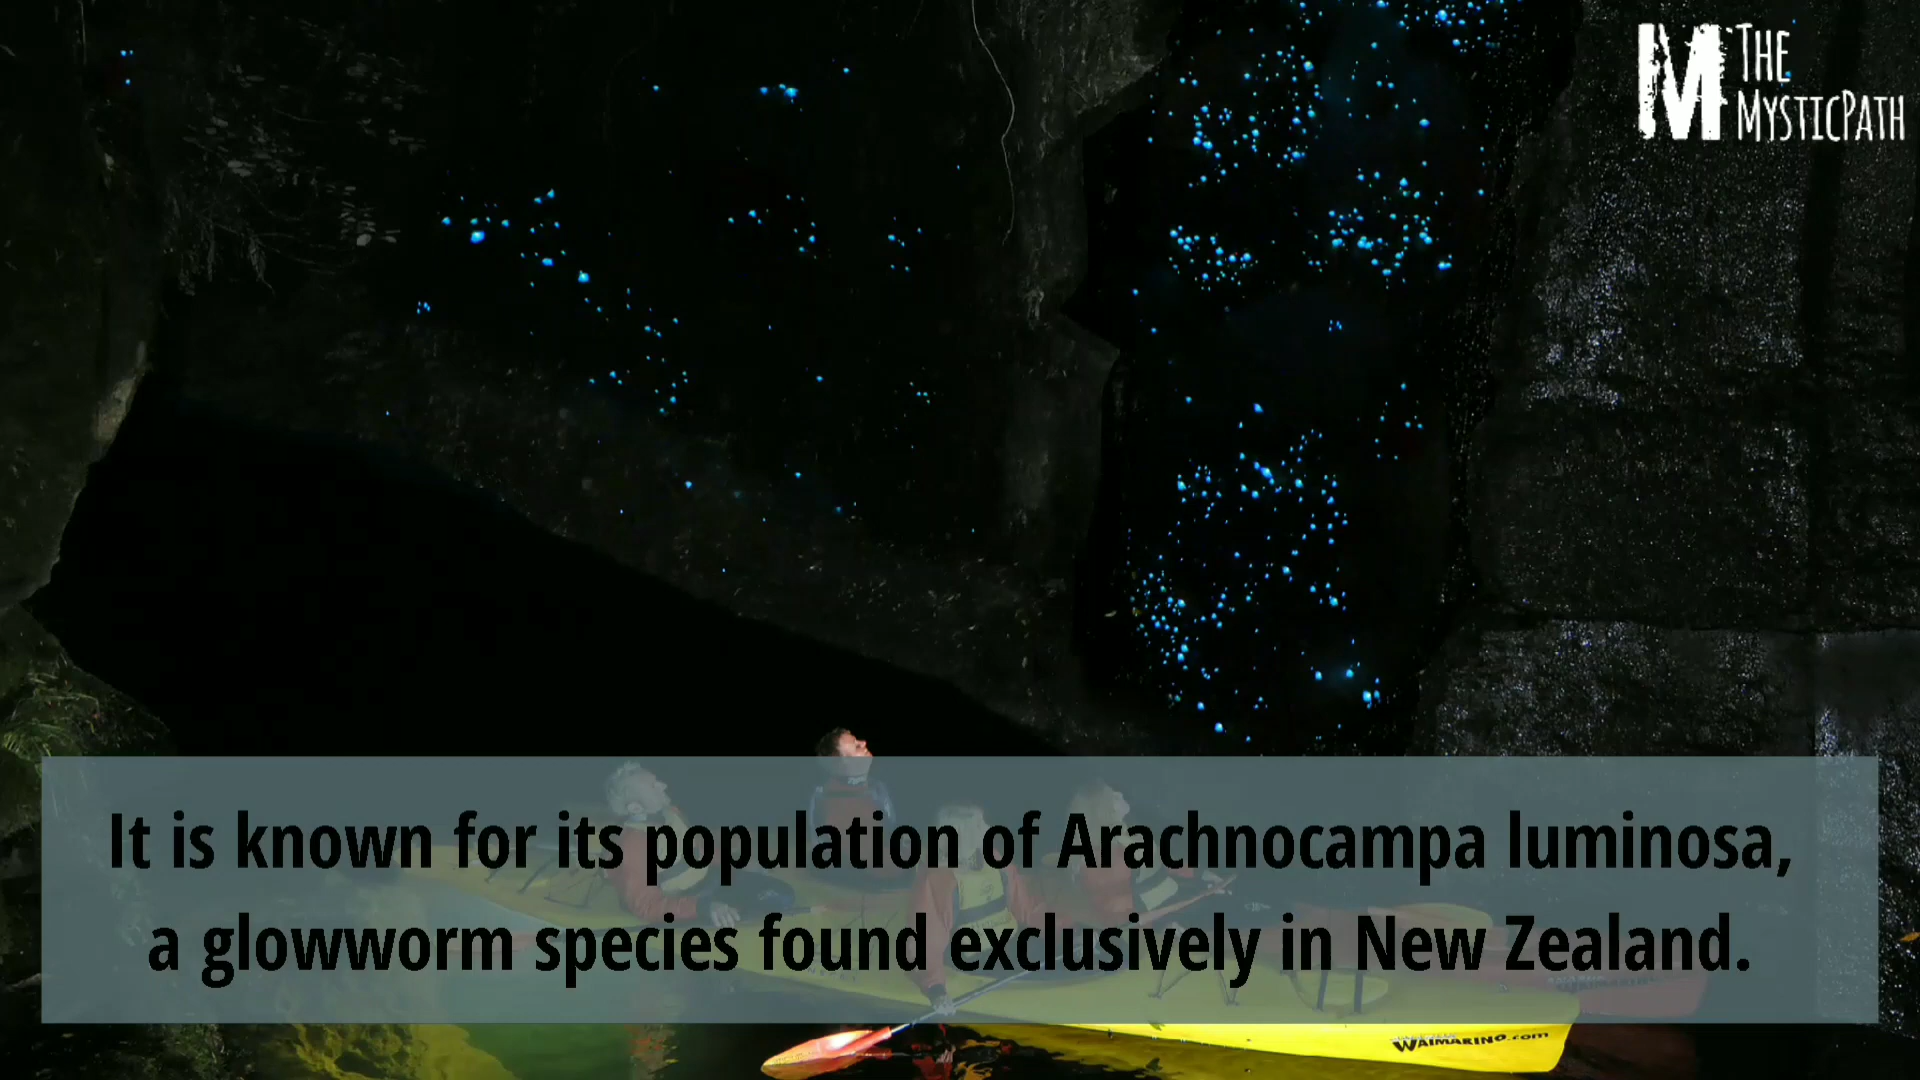 M THE
MYSTICPATH
It is known for its population of Arachnocampa luminosa,
a glowworm species found exclusively in New Zealand.
WAIMARINO.com